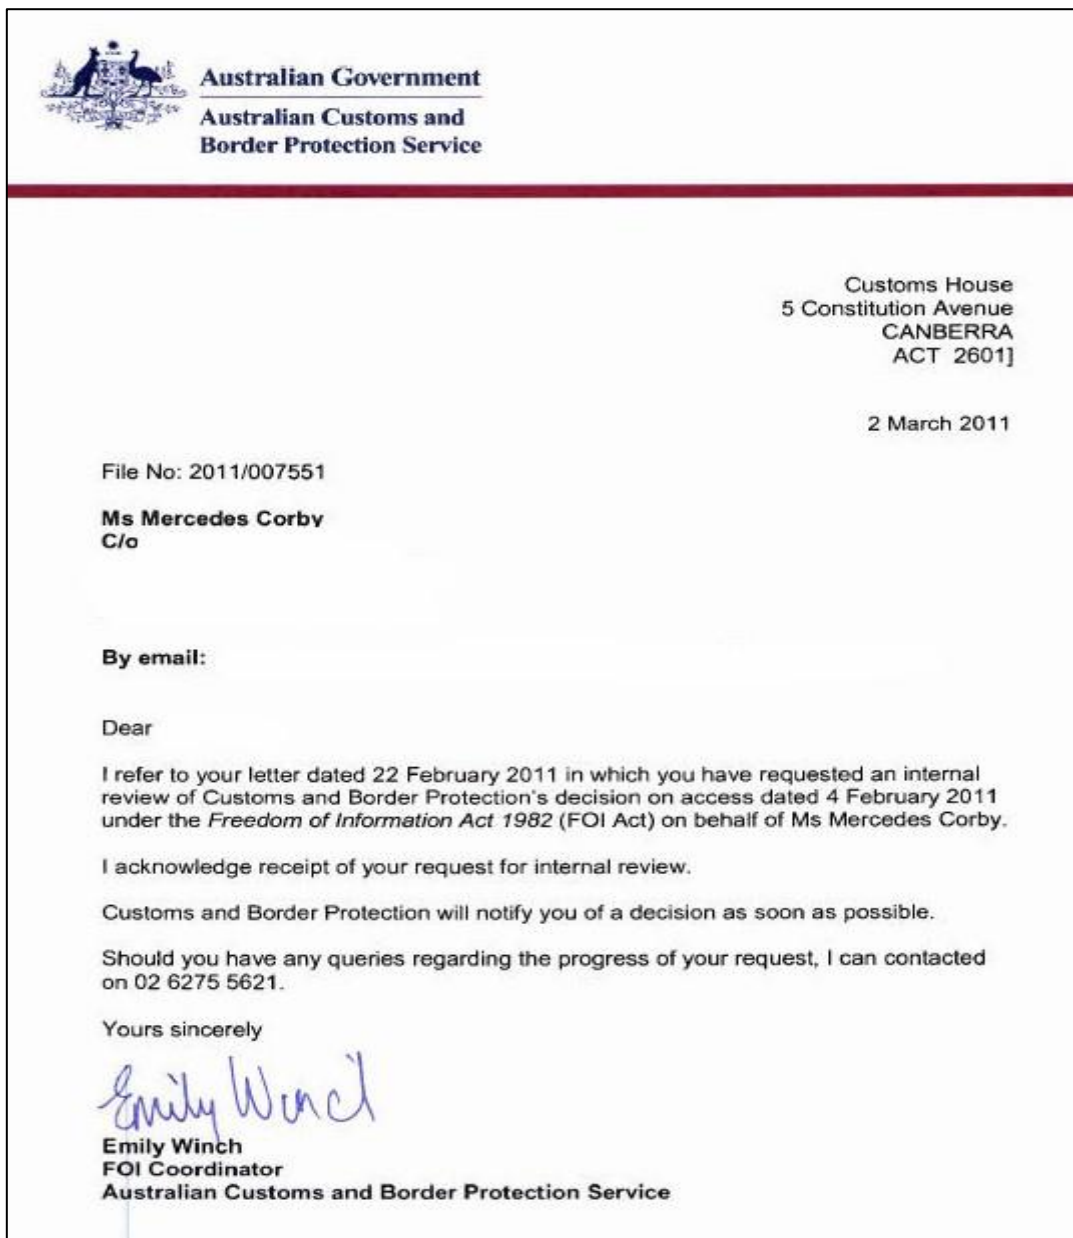 Australian Government
Australian Customs and
Border Protection Service
Customs House
5 Constitution Avenue
CANBERRA
ACT 2601]
2 March 2011
File No: 2011/007551
Ms Mercedes Corby
C/o
By email:
Dear
I refer to your letter dated 22 February 2011 in which you have requested an internal
review of Customs and Border Protection's decision on access dated 4 February 2011
under the Freedom of Information Act 1982 (FOI Act) on behalf of Ms Mercedes Corby.
I acknowledge receipt of your request for internal review.
Customs and Border Protection will notify you of a decision as soon as possible.
Should you have any queries regarding the progress of your request, I can contacted
on 02 6275 5621.
Yours sincerely
Emily Winch
Emily Winch
FOI Coordinator
Australian Customs and Border Protection Service